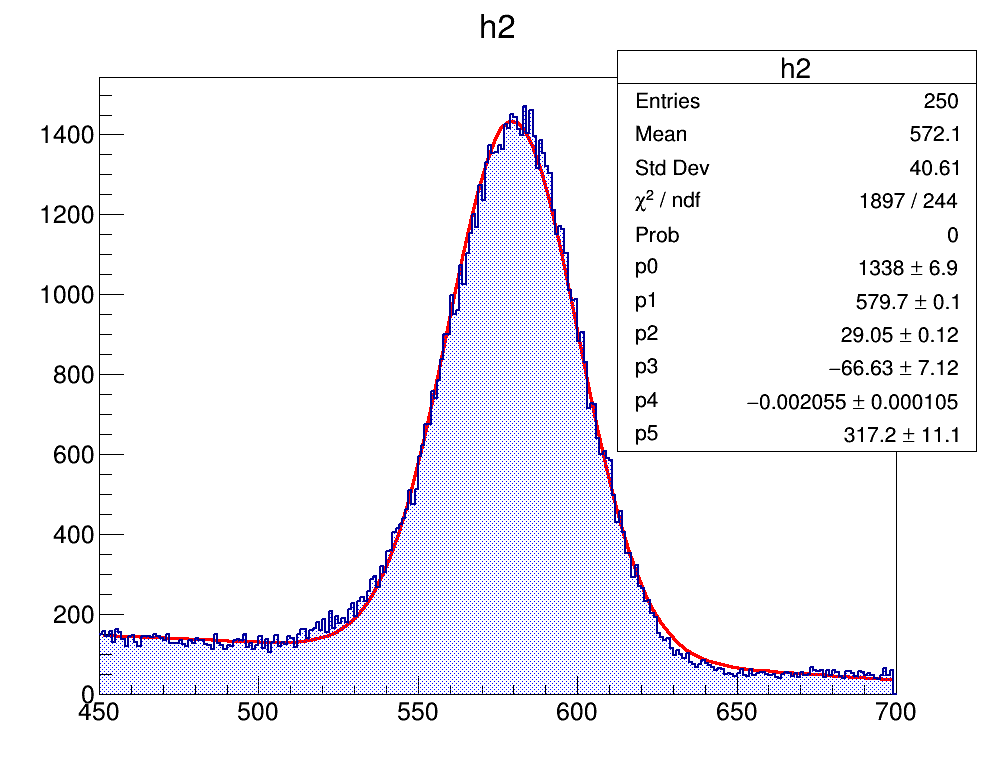 h2
h2
Entries 250
Mean 572.1
Std Dev 40.61
χ² / ndf 1897 / 244
Prob 0
p0 1338 ± 6.9
p1 579.7 ± 0.1
p2 29.05 ± 0.12
p3 −66.63 ± 7.12
p4 −0.002055 ± 0.000105
p5 317.2 ± 11.1
1400
1200
1000
800
600
400
200
0
450 500 550 600 650 700